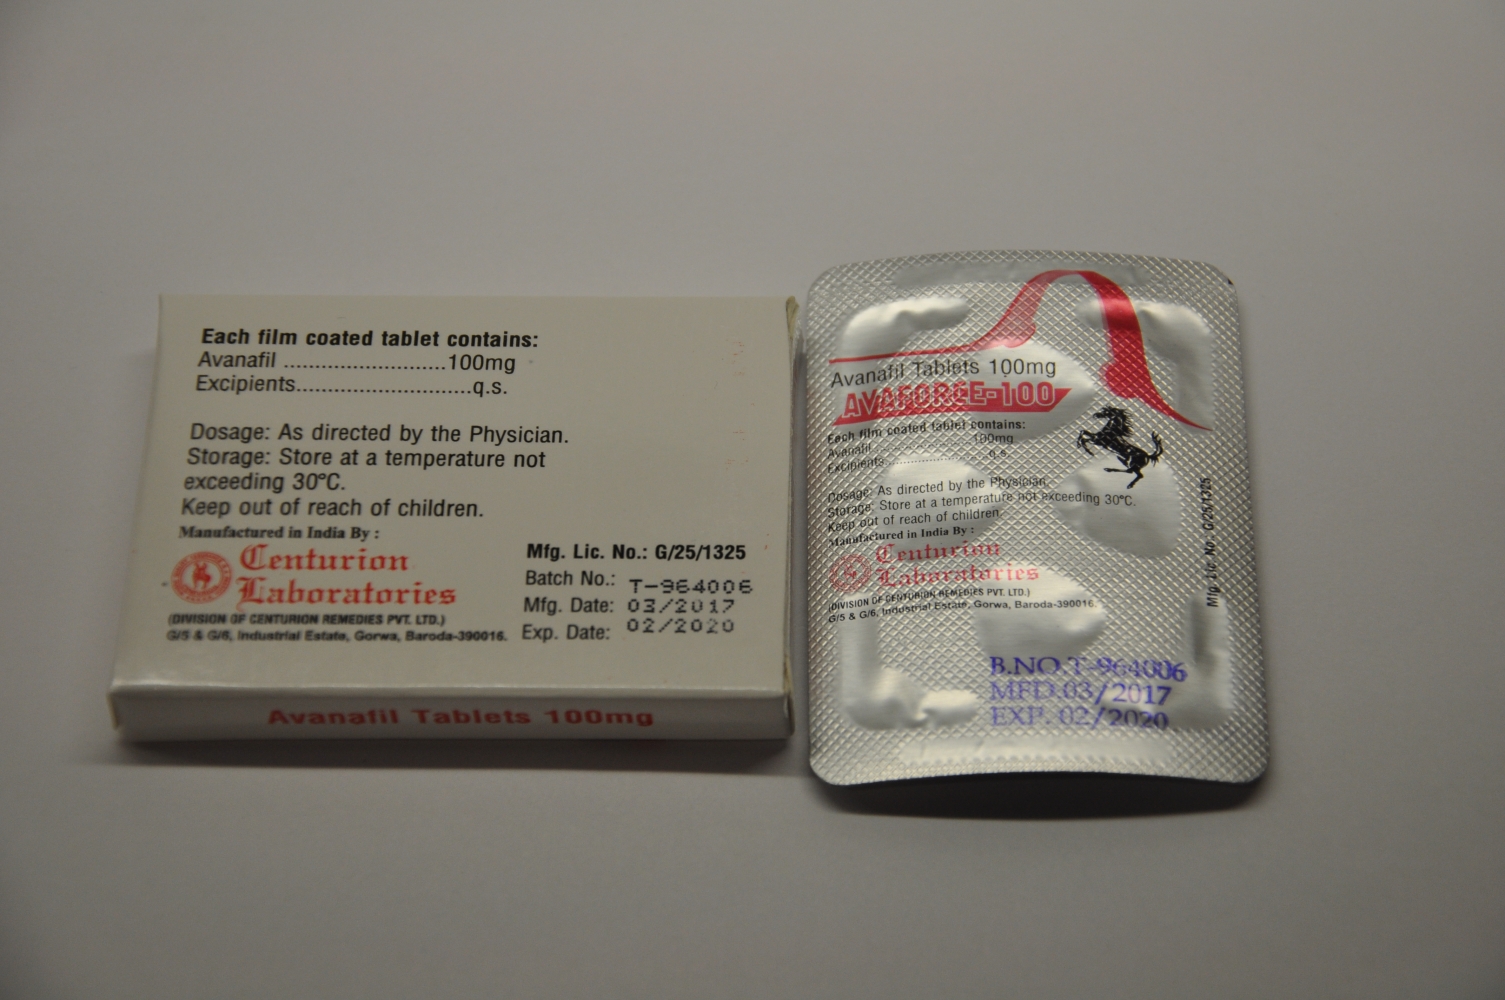 Each film coated tablet contains:
Avanafil ..........................100mg
Excipients...........................q.s.
Dosage: As directed by the Physician.
Storage: Store at a temperature not
exceeding 30°C.
Keep out of reach of children.
Manufactured in India By :
Centurion
Laboratories
(DIVISION OF CENTURION REMEDIES PVT. LTD.)
G/5 & G/6, Industrial Estate, Gorwa, Baroda-390016.
Mfg. Lic. No.: G/25/1325
Batch No.: T-964006
Mfg. Date: 03/2017
Exp. Date: 02/2020
Avanafil Tablets 100mg
Avanafil Tablets 100mg
AVAFORCE-100
Each film coated tablet contains:
Avanafil..........................100mg
Excipients..........................q.s.
Dosage: As directed by the Physician.
Storage: Store at a temperature not exceeding 30°C.
Keep out of reach of children.
Manufactured in India By :
Centurion
Laboratories
(DIVISION OF CENTURION REMEDIES PVT. LTD.)
G/5 & G/6, Industrial Estate, Gorwa, Baroda-390016.
Mfg. Lic. No.: G/25/1325
B.NO.T-964006
MFD.03/2017
EXP. 02/2020